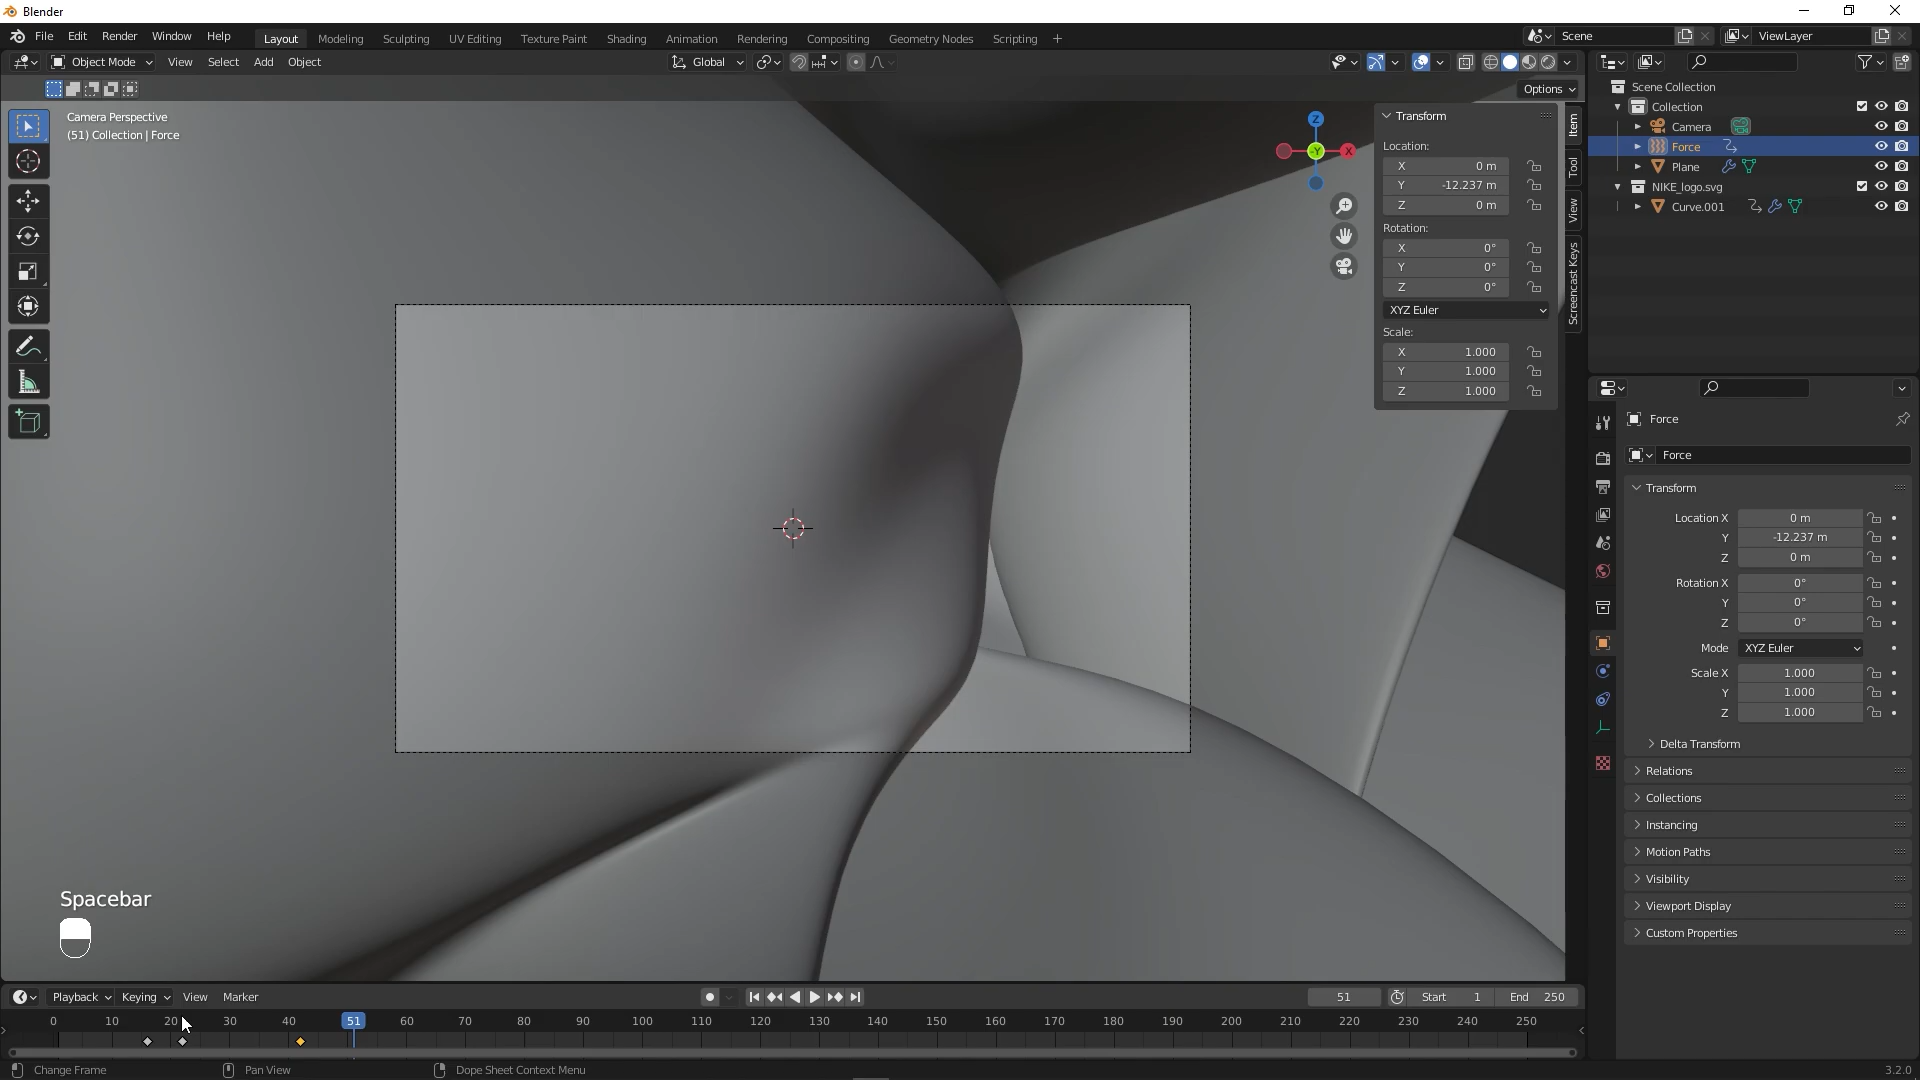 Blender
File Edit Render Window Help Layout Modeling Sculpting UV Editing Texture Paint Shading Animation Rendering Compositing Geometry Nodes Scripting + Scene ViewLayer
Object Mode View Select Add Object Global
Options
Camera Perspective
(51) Collection | Force
Z
-Y X
Transform
Location:
X 0 m
Y -12.237 m
Z 0 m
Rotation:
X 0°
Y 0°
Z 0°
XYZ Euler
Scale:
X 1.000
Y 1.000
Z 1.000
Item
Tool
View
Screencast Keys
Scene Collection
Collection
Camera
Force
Plane
NIKE_logo.svg
Curve.001
Force
Force
Transform
Location X 0 m
Y -12.237 m
Z 0 m
Rotation X 0°
Y 0°
Z 0°
Mode XYZ Euler
Scale X 1.000
Y 1.000
Z 1.000
Delta Transform
Relations
Collections
Instancing
Motion Paths
Visibility
Viewport Display
Custom Properties
Spacebar
Playback Keying View Marker 51 Start 1 End 250
0 10 20 30 40 51 60 70 80 90 100 110 120 130 140 150 160 170 180 190 200 210 220 230 240 250
Change Frame Pan View Dope Sheet Context Menu 3.2.0